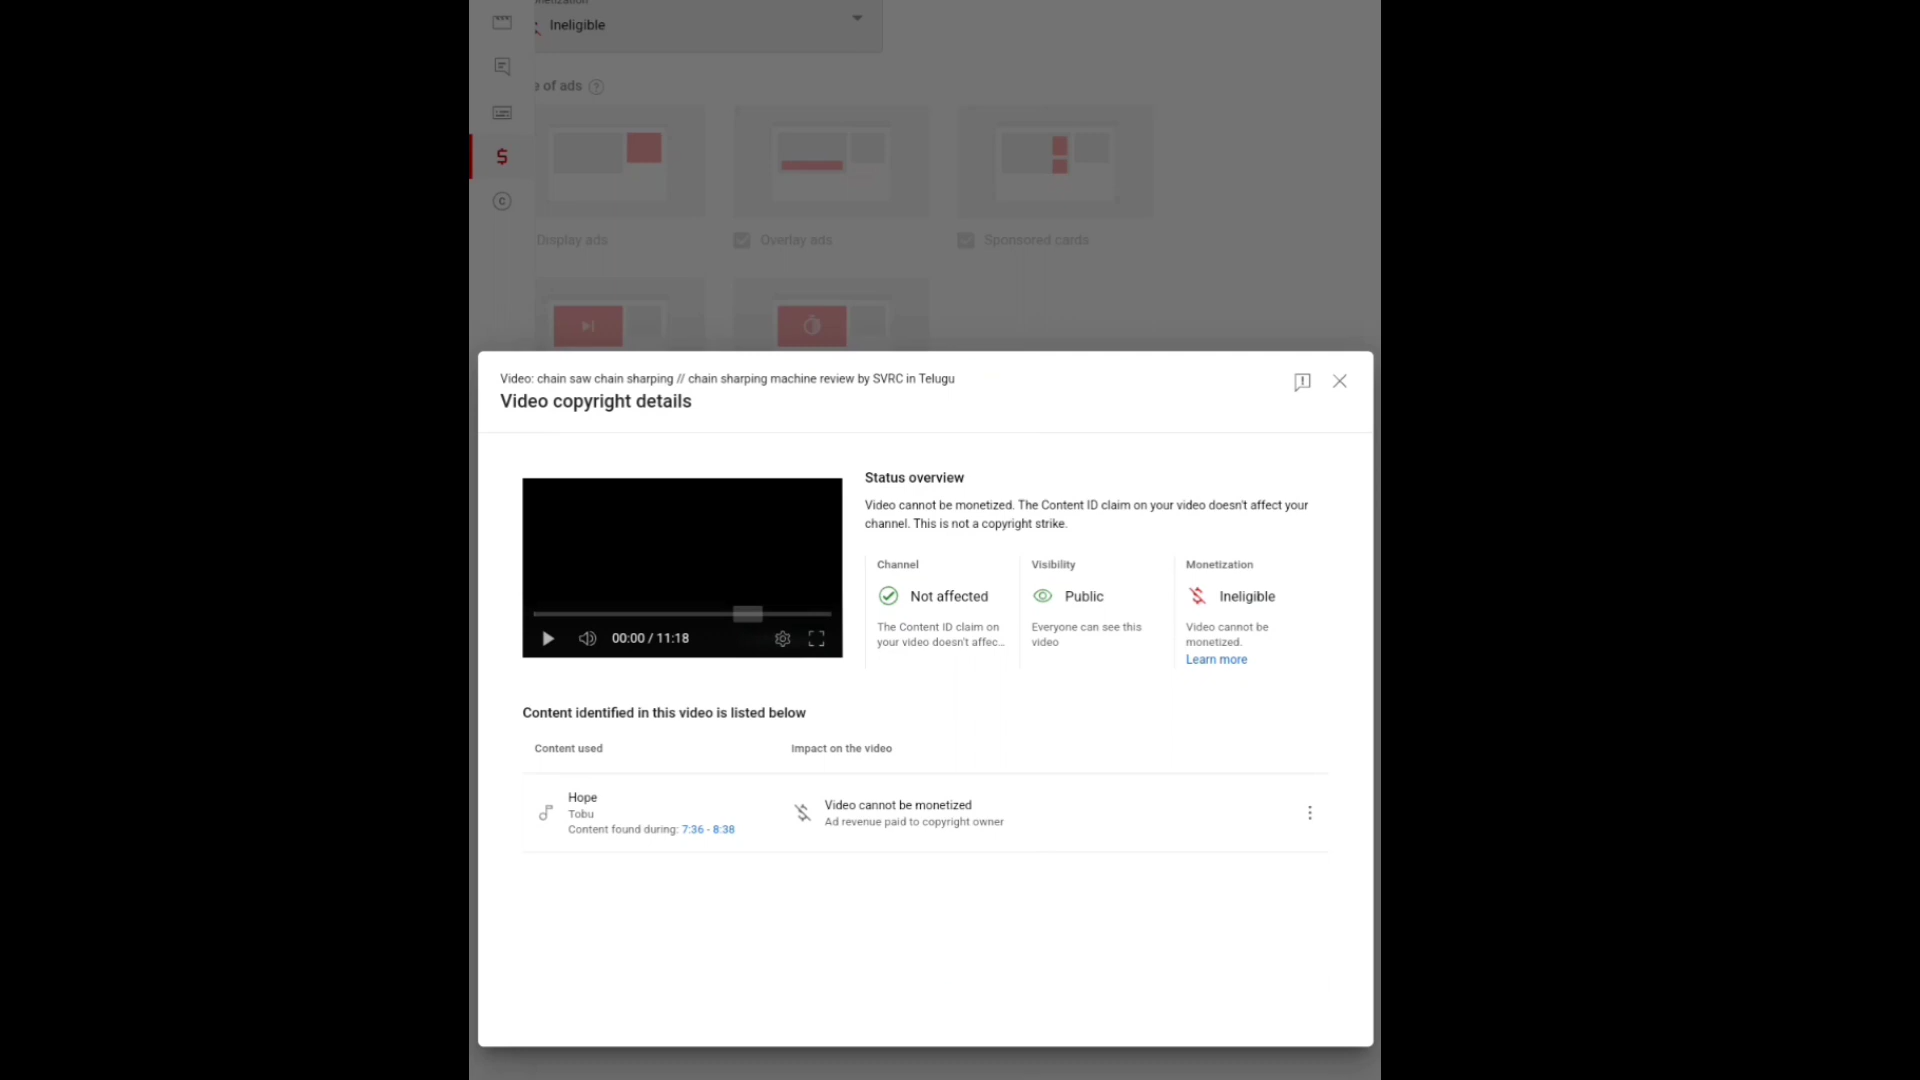 Ineligible
e of ads
Display ads
Overlay ads
Sponsored cards
Video: chain saw chain sharping // chain sharping machine review by SVRC in Telugu
Video copyright details
Status overview
Video cannot be monetized. The Content ID claim on your video doesn't affect your
channel. This is not a copyright strike.
Channel
Not affected
The Content ID claim on
your video doesn't affec...
Visibility
Public
Everyone can see this
video
Monetization
Ineligible
Video cannot be
monetized.
Learn more
00:00 / 11:18
Content identified in this video is listed below
Content used
Impact on the video
Hope
Tobu
Content found during: 7:36 - 8:38
Video cannot be monetized
Ad revenue paid to copyright owner